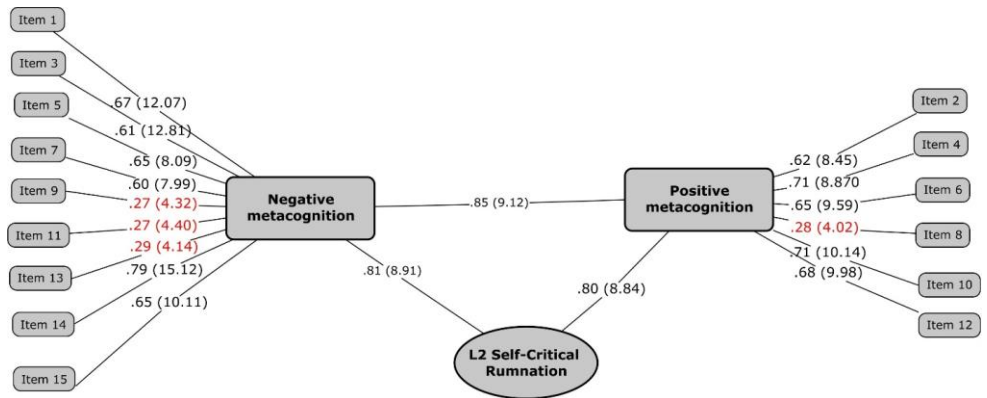 Item 1
Item 3
Item 5
Item 7
Item 9
Item 11
Item 13
Item 14
Item 15
.67 (12.07)
.61 (12.81)
.65 (8.09)
.60 (7.99)
.27 (4.32)
.27 (4.40)
.29 (4.14)
.79 (15.12)
.65 (10.11)
Negative
metacognition
.85 (9.12)
.81 (8.91)
.80 (8.84)
L2 Self-Critical
Rumnation
Positive
metacognition
.62 (8.45)
.71 (8.870
.65 (9.59)
.28 (4.02)
.71 (10.14)
.68 (9.98)
Item 2
Item 4
Item 6
Item 8
Item 10
Item 12